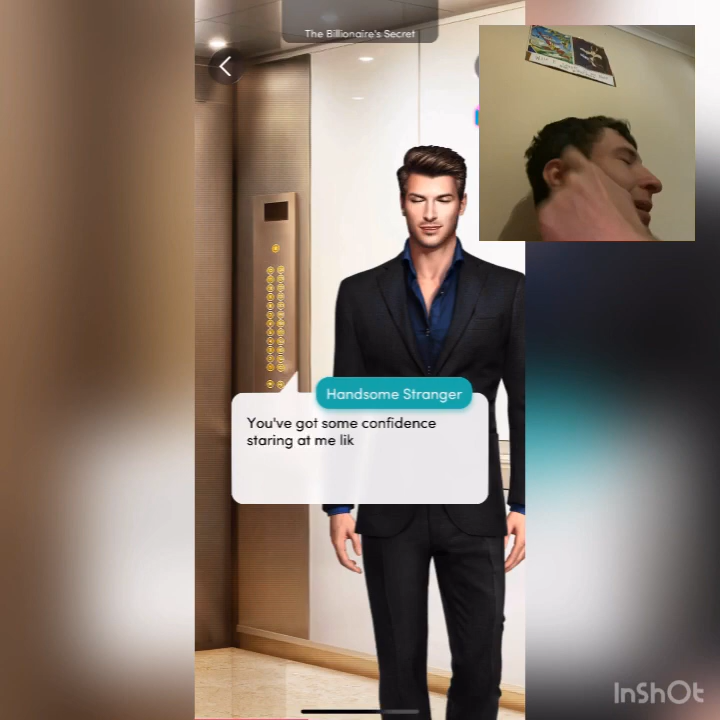 The Billionaire's Secret
Handsome Stranger
You've got some confidence
staring at me lik
InShOt